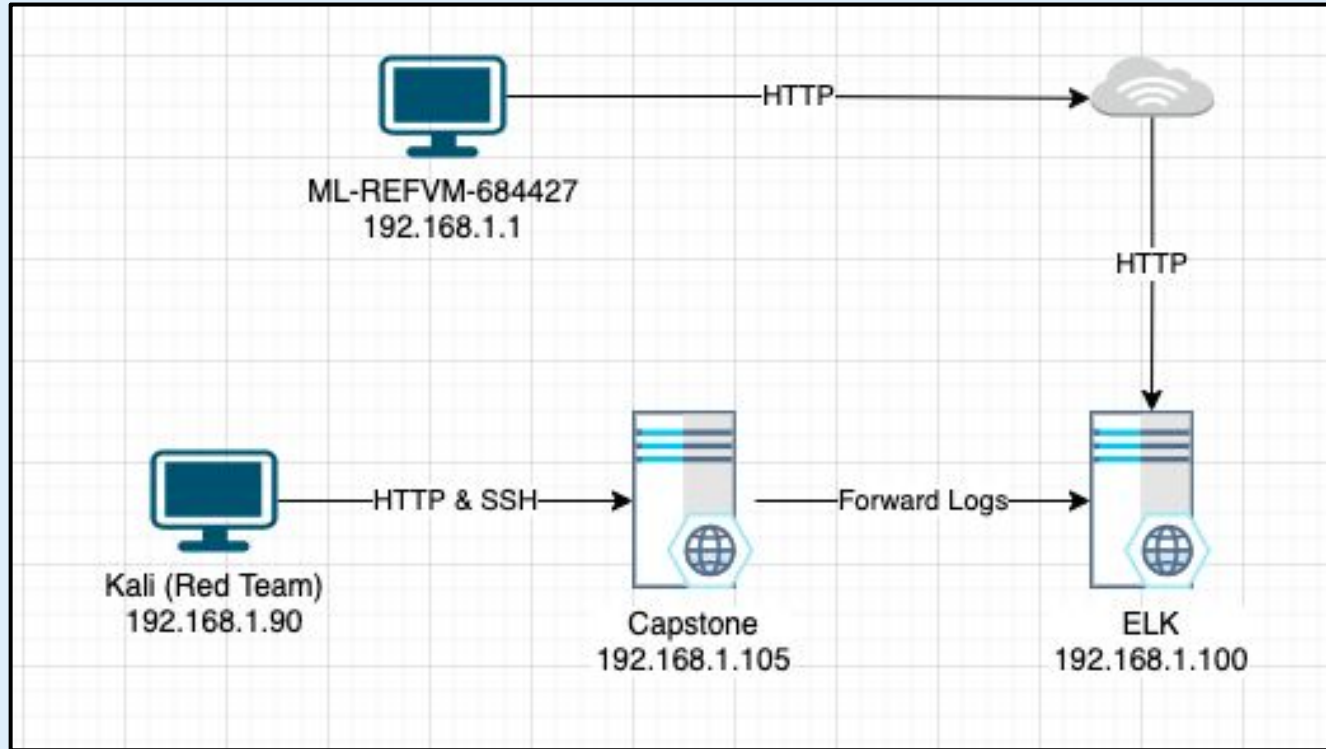 HTTP
ML-REFVM-684427
192.168.1.1
HTTP
HTTP & SSH
Forward Logs
Kali (Red Team)
192.168.1.90
Capstone
192.168.1.105
ELK
192.168.1.100